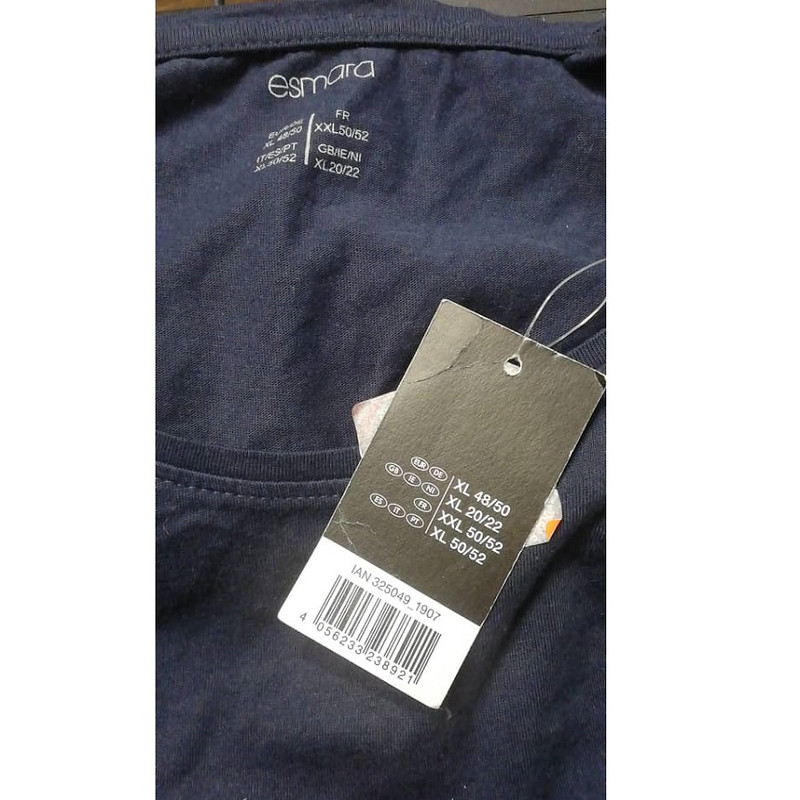 esmara
XL 48/50
IT/ES/PT
XL 50/52
FR
XXL50/52
GB/IE/NI
XL20/22
EUR DE XL 48/50
GB IE NI XL 20/22
FR XXL 50/52
ES IT PT XL 50/52
IAN 325049_1907
4 056233 238921